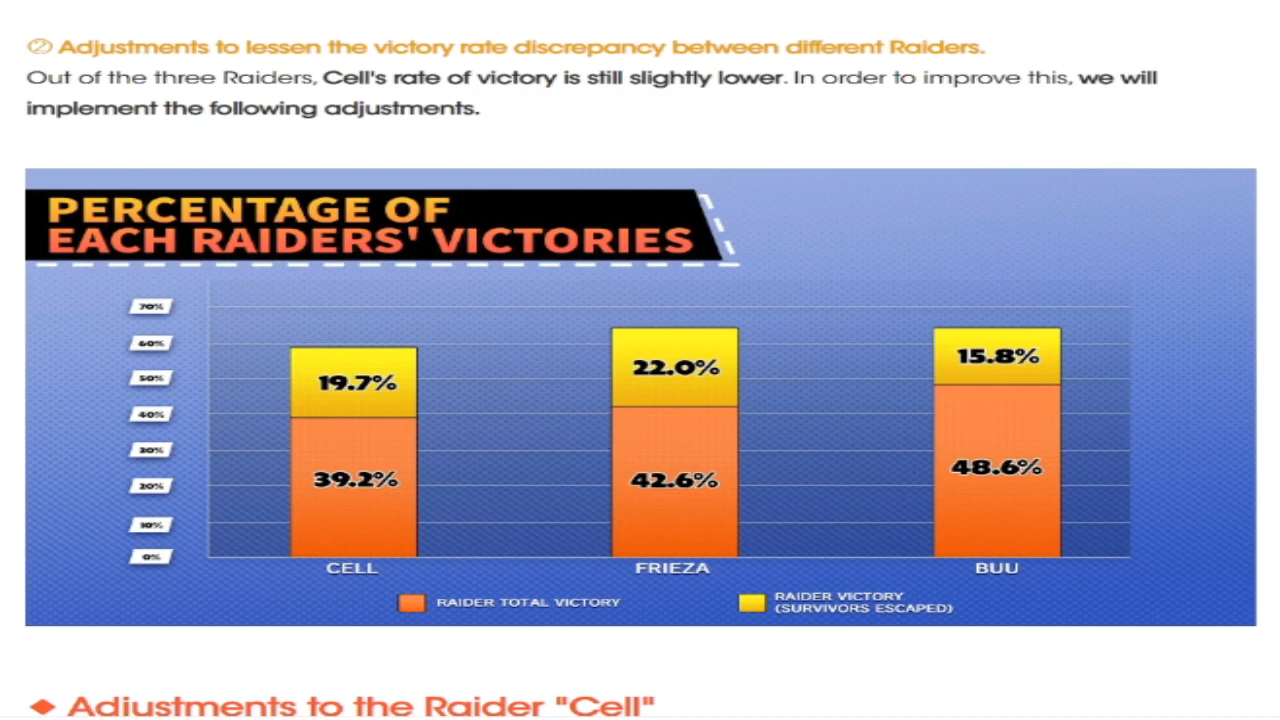 ② Adjustments to lessen the victory rate discrepancy between different Raiders.
Out of the three Raiders, Cell's rate of victory is still slightly lower. In order to improve this, we will
implement the following adjustments.
PERCENTAGE OF
EACH RAIDERS' VICTORIES
70%
60%
50%
40%
30%
20%
10%
0%
19.7%
22.0%
15.8%
39.2%
42.6%
48.6%
CELL
FRIEZA
BUU
RAIDER TOTAL VICTORY
RAIDER VICTORY
(SURVIVORS ESCAPED)
◆ Adjustments to the Raider "Cell"